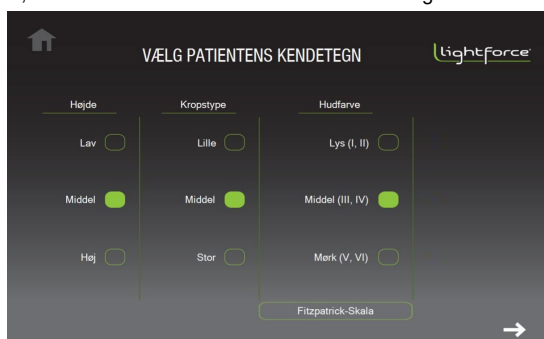 VÆLG PATIENTENS KENDETEGN
lightforce
Højde
Kropstype
Hudfarve
Lav
Lille
Lys (I, II)
Middel
Middel
Middel (III, IV)
Høj
Stor
Mørk (V, VI)
Fitzpatrick-Skala